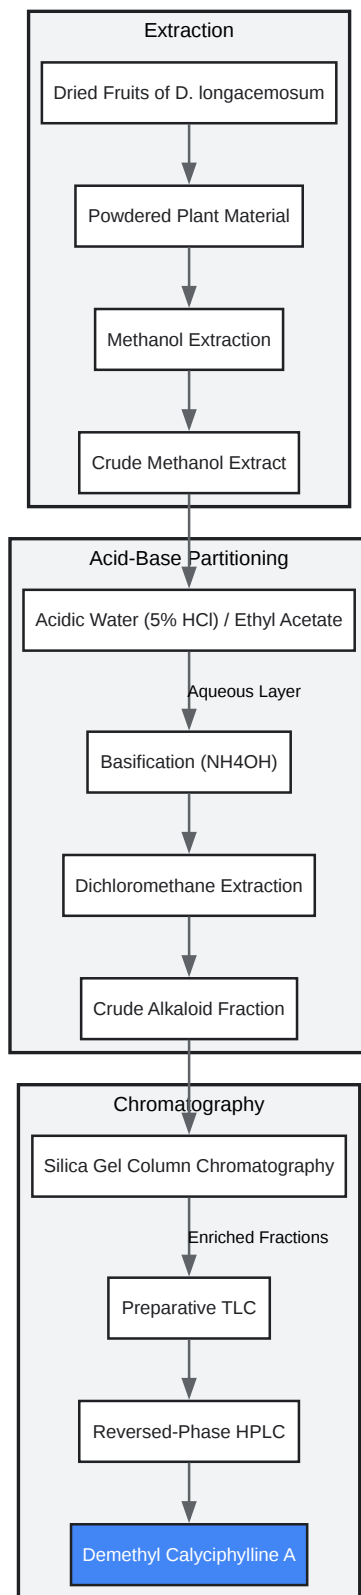 Extraction
Dried Fruits of D. longacemosum
Powdered Plant Material
Methanol Extraction
Crude Methanol Extract
Acid-Base Partitioning
Acidic Water (5% HCl) / Ethyl Acetate
Aqueous Layer
Basification (NH4OH)
Dichloromethane Extraction
Crude Alkaloid Fraction
Chromatography
Silica Gel Column Chromatography
Enriched Fractions
Preparative TLC
Reversed-Phase HPLC
Demethyl Calyciphylline A